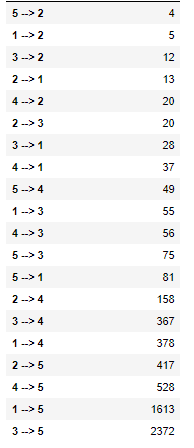 5 --> 2 4
1 --> 2 5
3 --> 2 12
2 --> 1 13
4 --> 2 20
2 --> 3 20
3 --> 1 28
4 --> 1 37
5 --> 4 49
1 --> 3 55
4 --> 3 56
5 --> 3 75
5 --> 1 81
2 --> 4 158
3 --> 4 367
1 --> 4 378
2 --> 5 417
4 --> 5 528
1 --> 5 1613
3 --> 5 2372